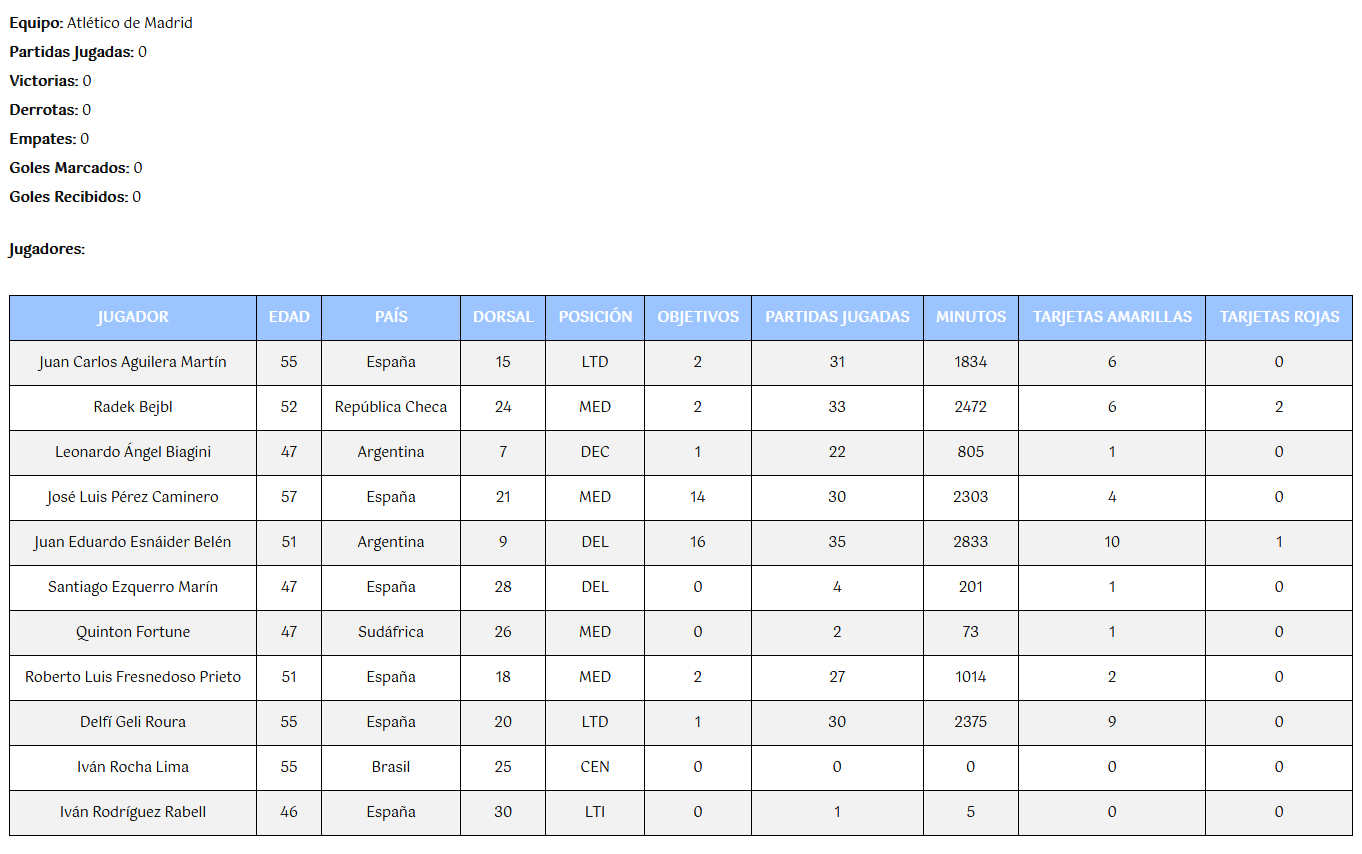 Equipo: Atlético de Madrid
Partidas Jugadas: 0
Victorias: 0
Derrotas: 0
Empates: 0
Goles Marcados: 0
Goles Recibidos: 0
Jugadores:
JUGADOR EDAD PAÍS DORSAL POSICIÓN OBJETIVOS PARTIDAS JUGADAS MINUTOS TARJETAS AMARILLAS TARJETAS ROJAS
Juan Carlos Aguilera Martín 55 España 15 LTD 2 31 1834 6 0
Radek Bejbl 52 República Checa 24 MED 2 33 2472 6 2
Leonardo Ángel Biagini 47 Argentina 7 DEC 1 22 805 1 0
José Luis Pérez Caminero 57 España 21 MED 14 30 2303 4 0
Juan Eduardo Esnáider Belén 51 Argentina 9 DEL 16 35 2833 10 1
Santiago Ezquerro Marín 47 España 28 DEL 0 4 201 1 0
Quinton Fortune 47 Sudáfrica 26 MED 0 2 73 1 0
Roberto Luis Fresnedoso Prieto 51 España 18 MED 2 27 1014 2 0
Delfí Geli Roura 55 España 20 LTD 1 30 2375 9 0
Iván Rocha Lima 55 Brasil 25 CEN 0 0 0 0 0
Iván Rodríguez Rabell 46 España 30 LTI 0 1 5 0 0